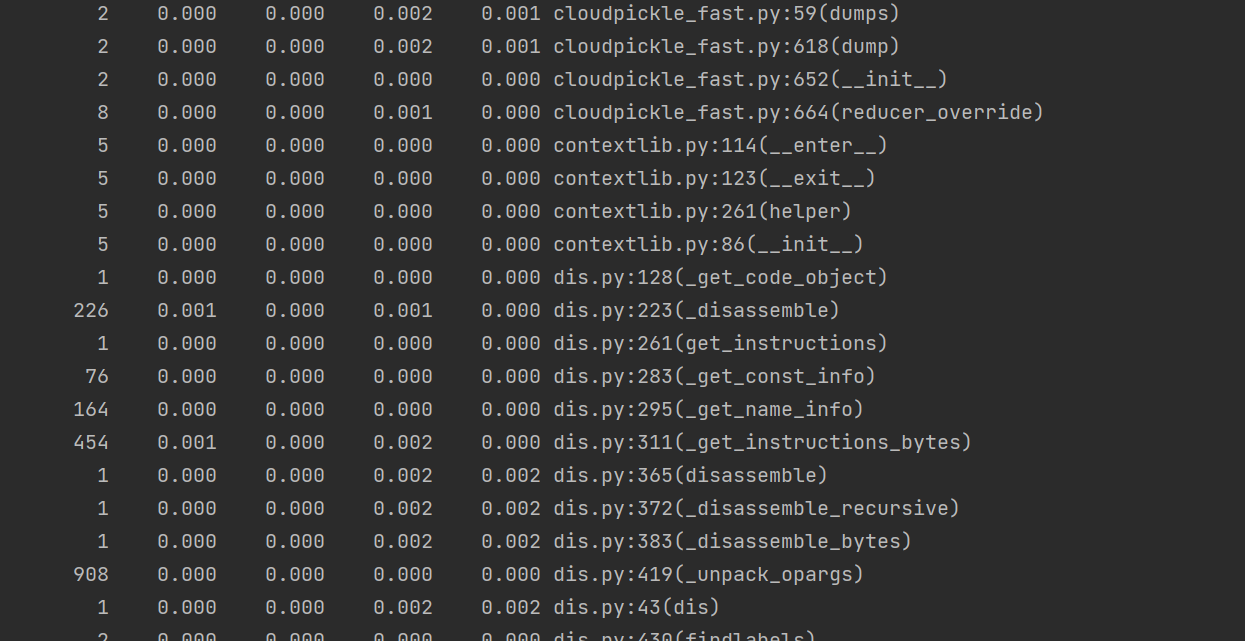 2 0.000 0.000 0.002 0.001 cloudpickle_fast.py:59(dumps)
2 0.000 0.000 0.002 0.001 cloudpickle_fast.py:618(dump)
2 0.000 0.000 0.000 0.000 cloudpickle_fast.py:652(__init__)
8 0.000 0.000 0.001 0.000 cloudpickle_fast.py:664(reducer_override)
5 0.000 0.000 0.000 0.000 contextlib.py:114(__enter__)
5 0.000 0.000 0.000 0.000 contextlib.py:123(__exit__)
5 0.000 0.000 0.000 0.000 contextlib.py:261(helper)
5 0.000 0.000 0.000 0.000 contextlib.py:86(__init__)
1 0.000 0.000 0.000 0.000 dis.py:128(_get_code_object)
226 0.001 0.000 0.001 0.000 dis.py:223(_disassemble)
1 0.000 0.000 0.000 0.000 dis.py:261(get_instructions)
76 0.000 0.000 0.000 0.000 dis.py:283(_get_const_info)
164 0.000 0.000 0.000 0.000 dis.py:295(_get_name_info)
454 0.001 0.000 0.002 0.000 dis.py:311(_get_instructions_bytes)
1 0.000 0.000 0.002 0.002 dis.py:365(disassemble)
1 0.000 0.000 0.002 0.002 dis.py:372(_disassemble_recursive)
1 0.000 0.000 0.002 0.002 dis.py:383(_disassemble_bytes)
908 0.000 0.000 0.000 0.000 dis.py:419(_unpack_opargs)
1 0.000 0.000 0.002 0.002 dis.py:43(dis)
2 0.000 0.000 0.000 0.000 dis.py:430(findlabels)